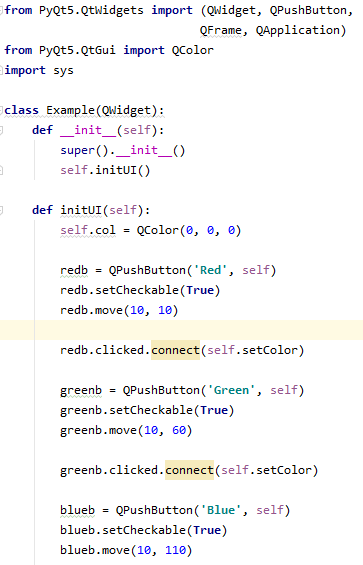 from PyQt5.QtWidgets import (QWidget, QPushButton,
                             QFrame, QApplication)
from PyQt5.QtGui import QColor
import sys

class Example(QWidget):
    def __init__(self):
        super().__init__()
        self.initUI()

    def initUI(self):
        self.col = QColor(0, 0, 0)

        redb = QPushButton('Red', self)
        redb.setCheckable(True)
        redb.move(10, 10)

        redb.clicked.connect(self.setColor)

        greenb = QPushButton('Green', self)
        greenb.setCheckable(True)
        greenb.move(10, 60)

        greenb.clicked.connect(self.setColor)

        blueb = QPushButton('Blue', self)
        blueb.setCheckable(True)
        blueb.move(10, 110)